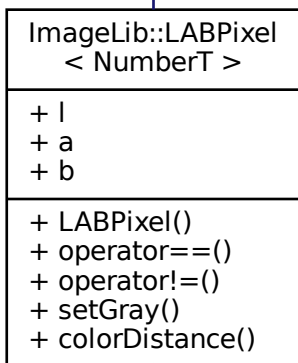 ImageLib::LABPixel
< NumberT >
+ l
+ a
+ b
+ LABPixel()
+ operator==()
+ operator!=()
+ setGray()
+ colorDistance()